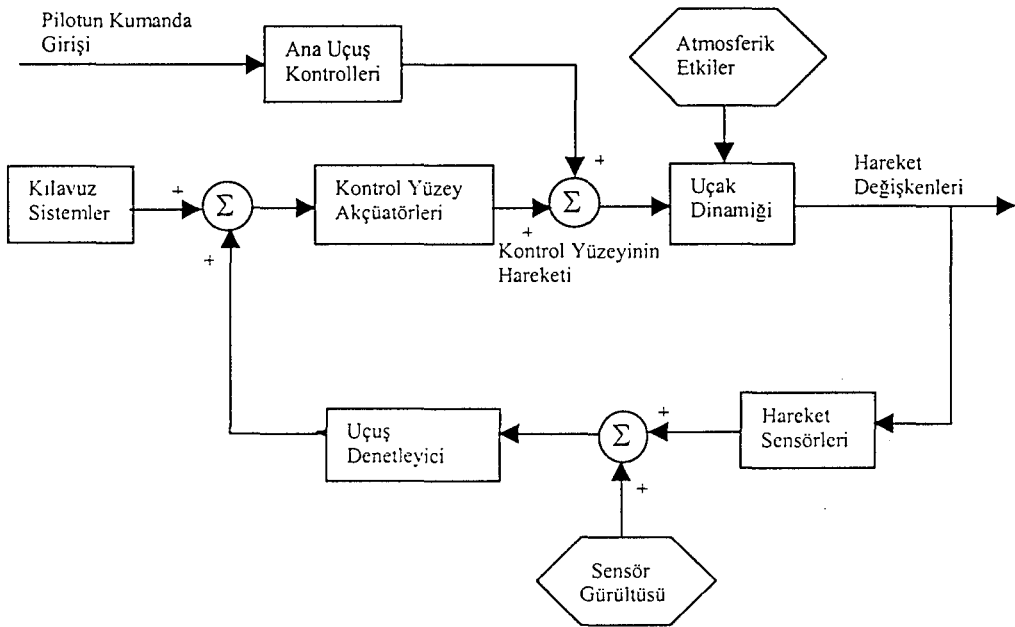 Pilotun Kumanda
Girişi
Ana Uçuş
Kontrolleri
Atmosferik
Etkiler
+
Kılavuz
Sistemler
+
Σ
+
Kontrol Yüzey
Akçüatörleri
+
Σ
Kontrol Yüzeyinin
Hareketi
Uçak
Dinamiği
Hareket
Değişkenleri
Uçuş
Denetleyici
Σ
+
+
Hareket
Sensörleri
Sensör
Gürültüsü